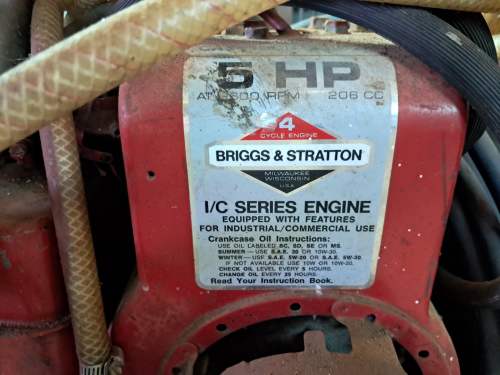 5 HP
AT 3600 RPM 206 CC
4
CYCLE ENGINE
BRIGGS & STRATTON
MILWAUKEE
WISCONSIN
U.S.A.
I/C SERIES ENGINE
EQUIPPED WITH FEATURES
FOR INDUSTRIAL/COMMERCIAL USE
Crankcase Oil Instructions:
USE OIL LABELED SC, SD, SE OR MS.
SUMMER—USE S.A.E. 30 OR 10W-30.
WINTER—USE S.A.E. 5W-20 OR S.A.E. 5W-30
IF NOT AVAILABLE USE 10W OR 10W-30.
CHECK OIL LEVEL EVERY 5 HOURS.
CHANGE OIL EVERY 25 HOURS.
Read Your Instruction Book.